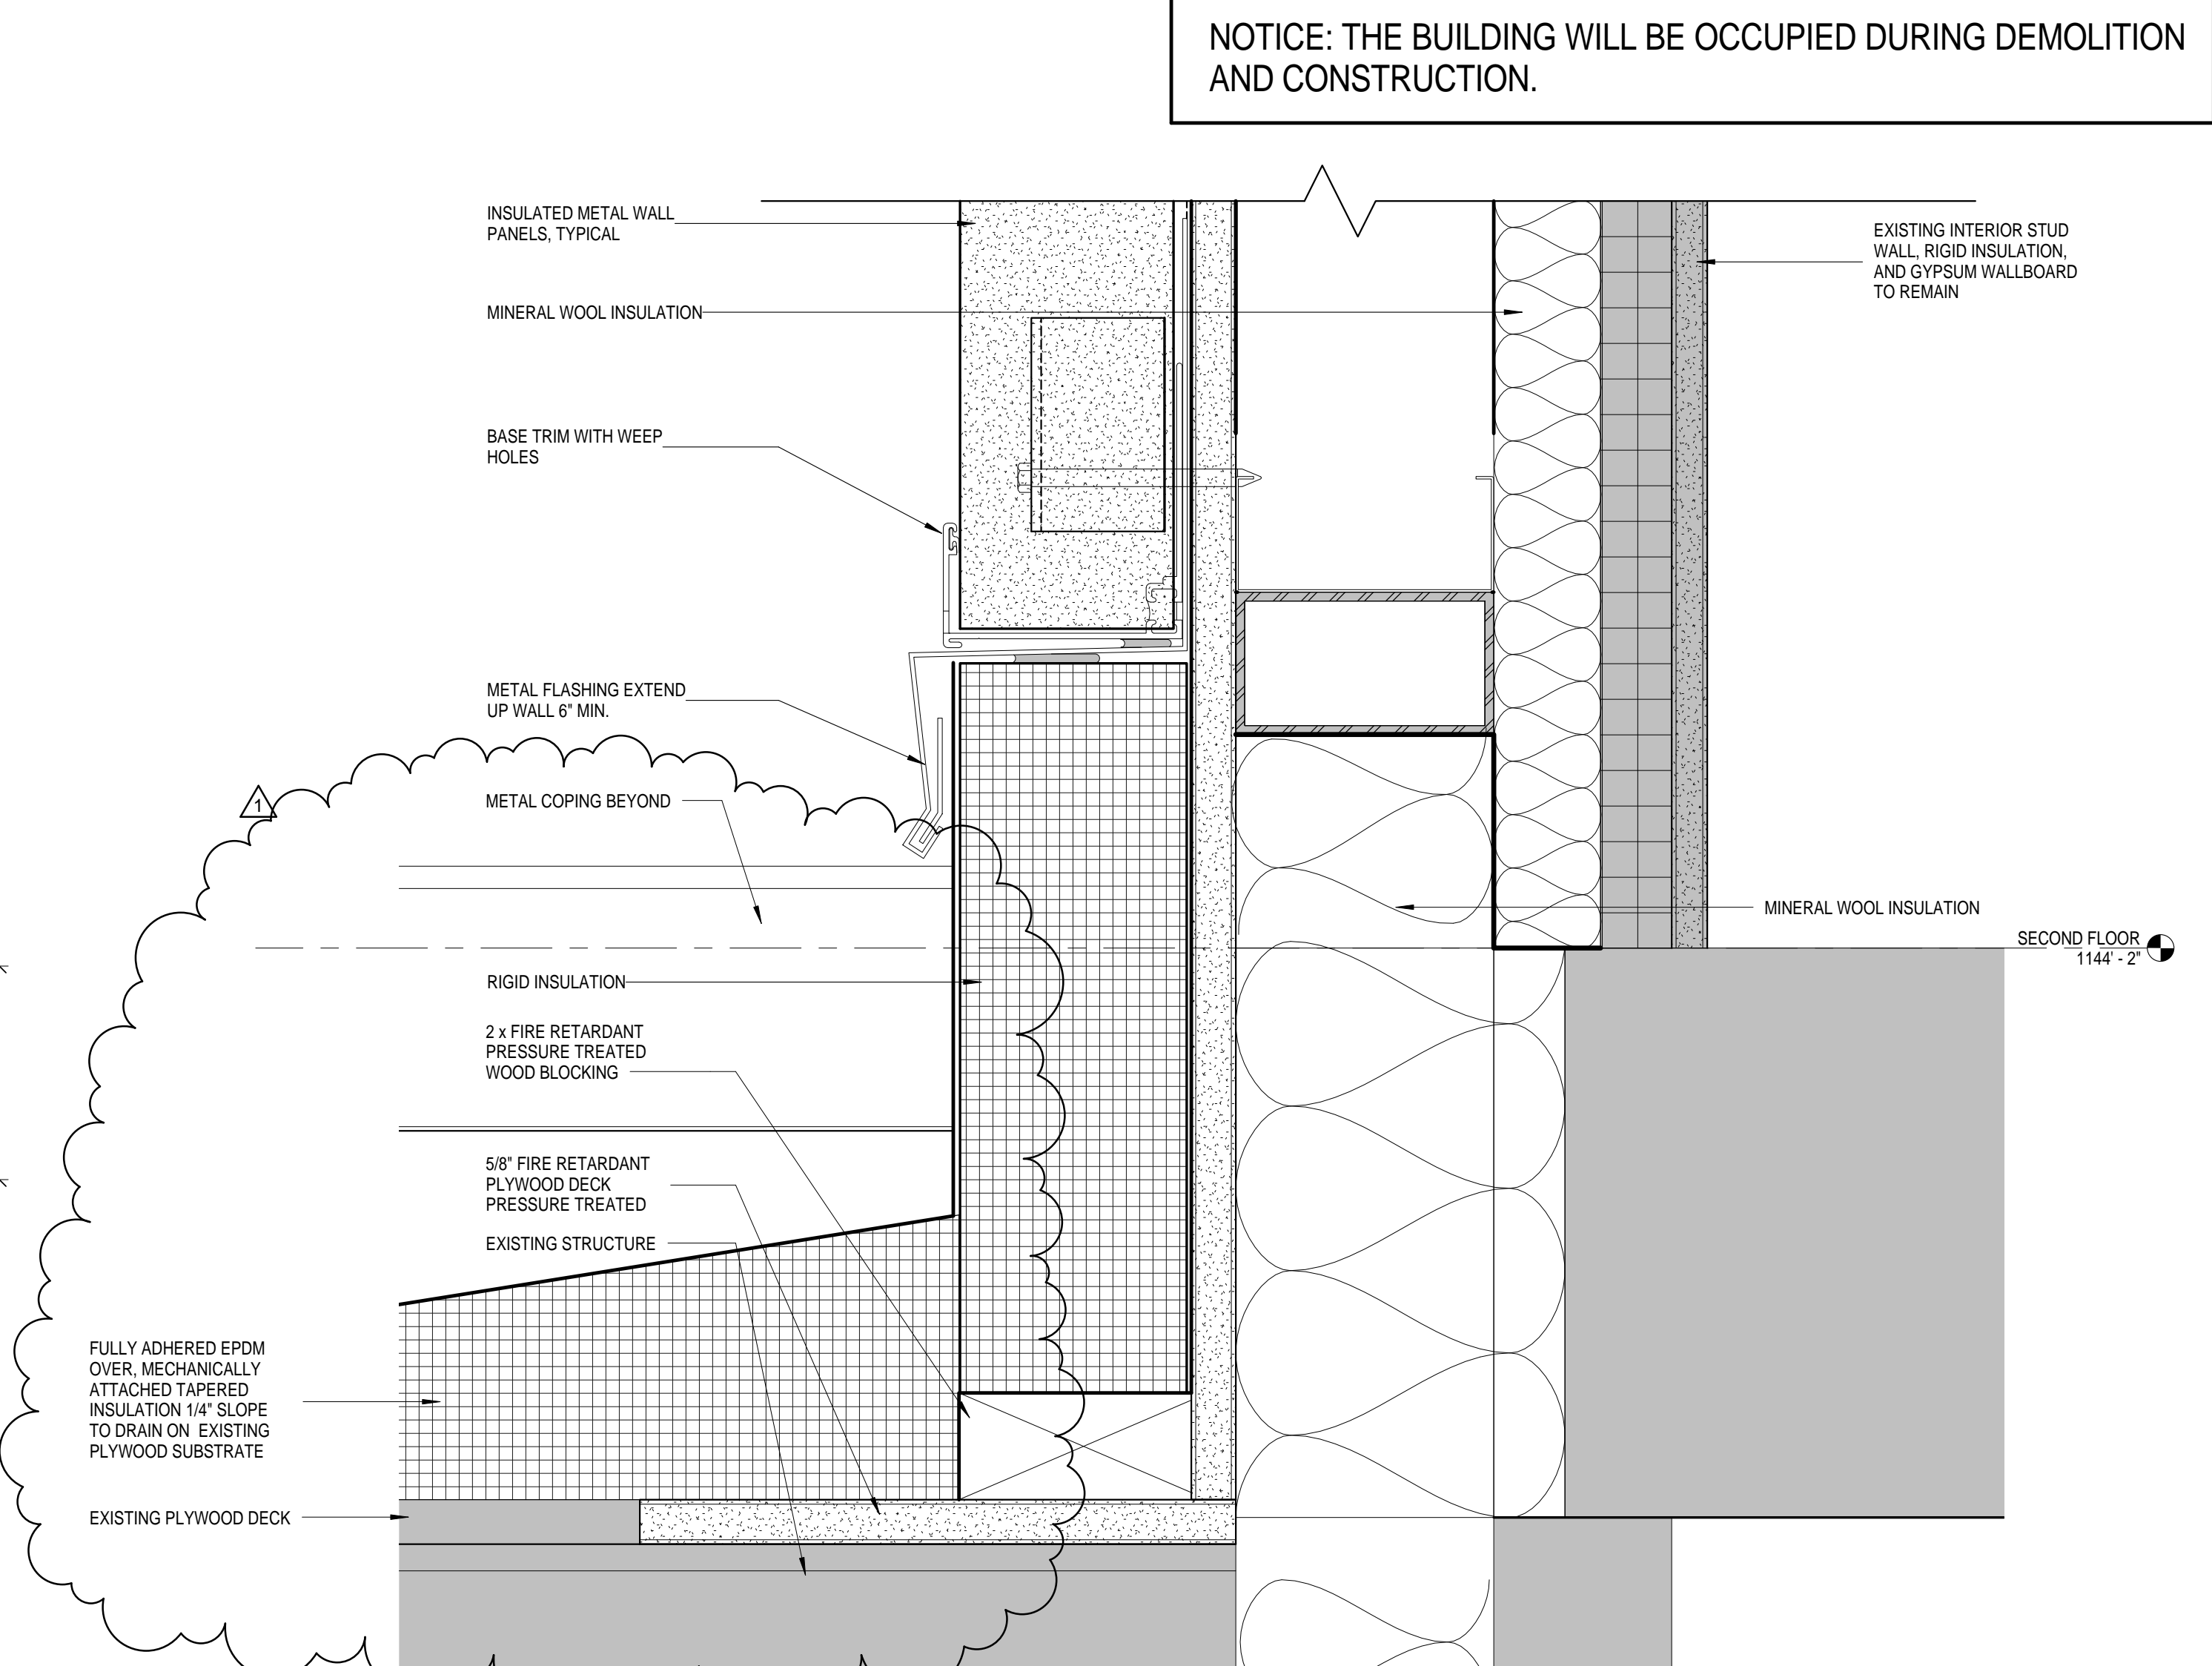 NOTICE: THE BUILDING WILL BE OCCUPIED DURING DEMOLITION
AND CONSTRUCTION.
INSULATED METAL WALL
PANELS, TYPICAL
EXISTING INTERIOR STUD
WALL, RIGID INSULATION,
AND GYPSUM WALLBOARD
TO REMAIN
MINERAL WOOL INSULATION
BASE TRIM WITH WEEP
HOLES
METAL FLASHING EXTEND
UP WALL 6" MIN.
1
METAL COPING BEYOND
MINERAL WOOL INSULATION
SECOND FLOOR
1144' - 2"
RIGID INSULATION
2 x FIRE RETARDANT
PRESSURE TREATED
WOOD BLOCKING
5/8" FIRE RETARDANT
PLYWOOD DECK
PRESSURE TREATED
EXISTING STRUCTURE
FULLY ADHERED EPDM
OVER, MECHANICALLY
ATTACHED TAPERED
INSULATION 1/4" SLOPE
TO DRAIN ON EXISTING
PLYWOOD SUBSTRATE
EXISTING PLYWOOD DECK